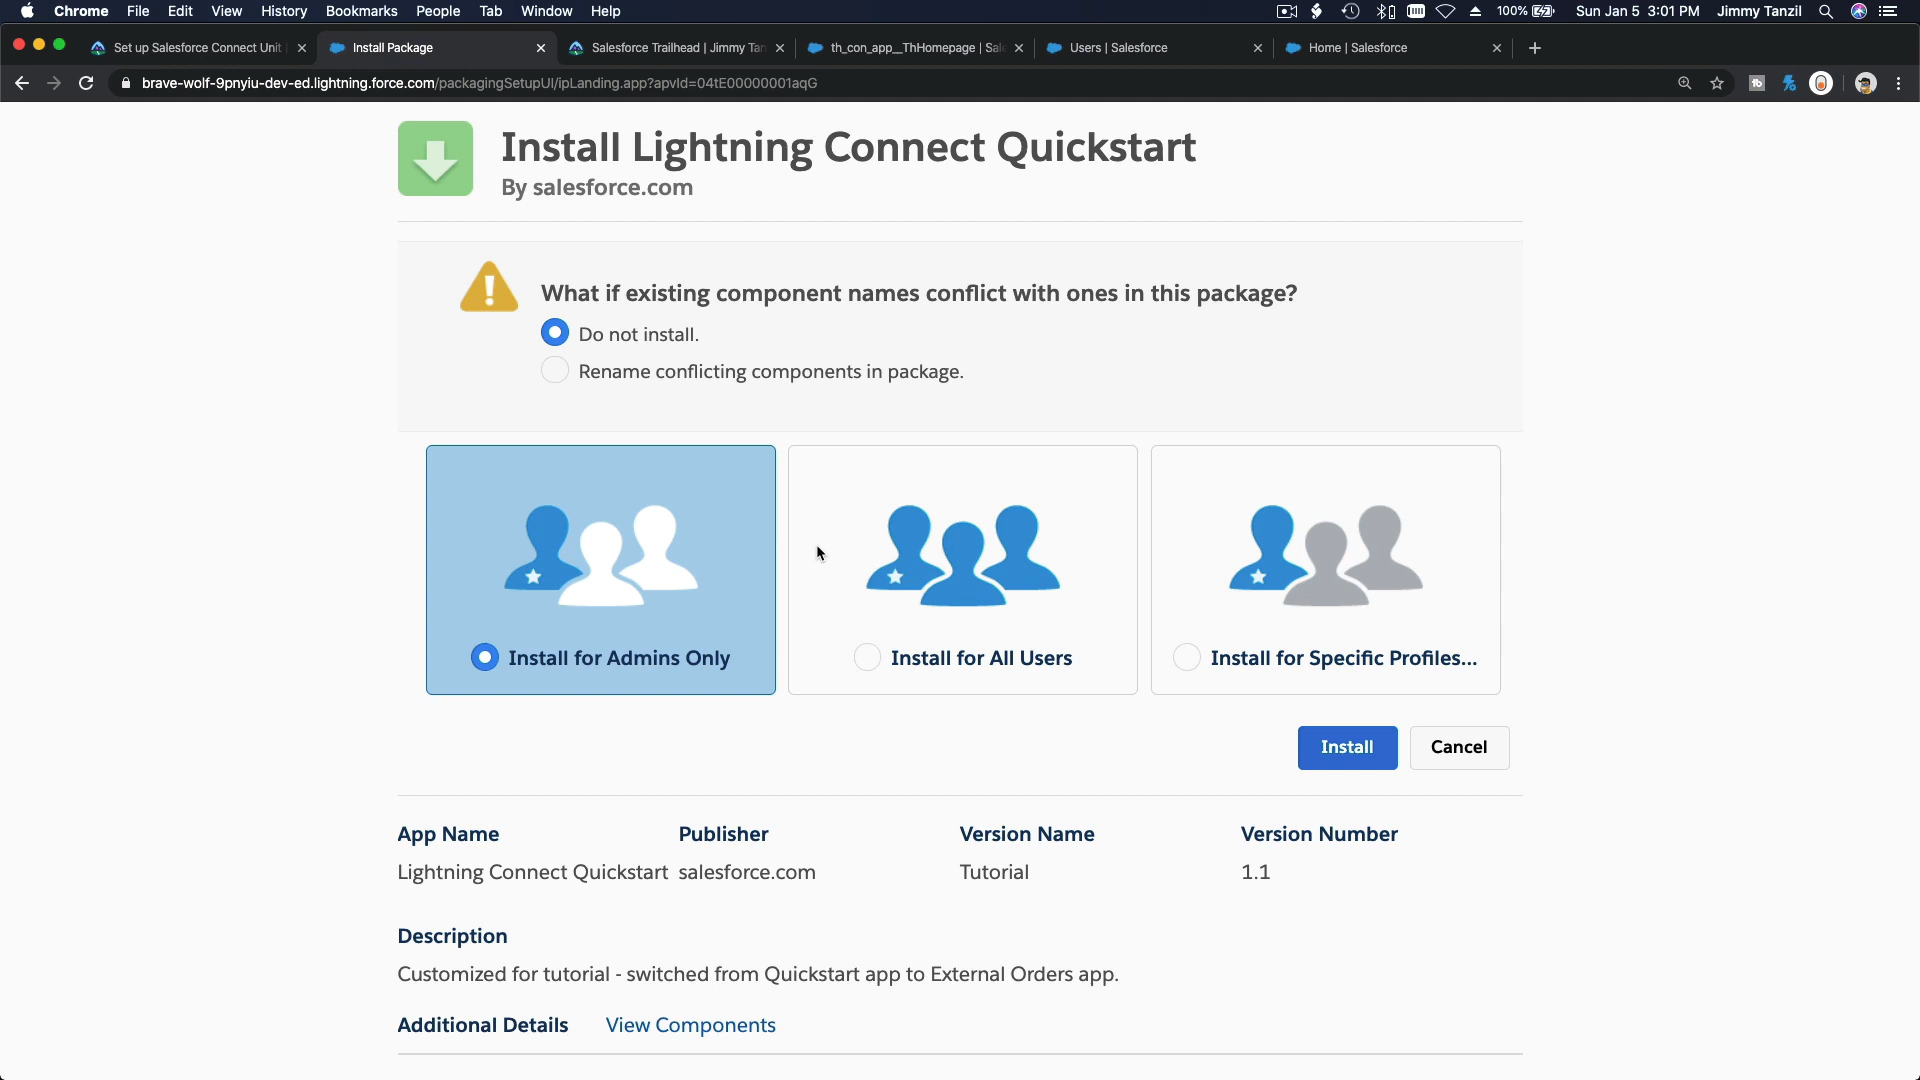 Chrome File Edit View History Bookmarks People Tab Window Help 100% Sun Jan 5 3:01 PM Jimmy Tanzil
Set up Salesforce Connect Unit Install Package Salesforce Trailhead | Jimmy Tan th_con_app__ThHomepage | Sal Users | Salesforce Home | Salesforce
brave-wolf-9pnyiu-dev-ed.lightning.force.com/packagingSetupUI/ipLanding.app?apvId=04tE00000001aqG
Install Lightning Connect Quickstart
By salesforce.com
What if existing component names conflict with ones in this package?
Do not install.
Rename conflicting components in package.
Install for Admins Only Install for All Users Install for Specific Profiles...
Install Cancel
App Name Publisher Version Name Version Number
Lightning Connect Quickstart salesforce.com Tutorial 1.1
Description
Customized for tutorial - switched from Quickstart app to External Orders app.
Additional Details View Components